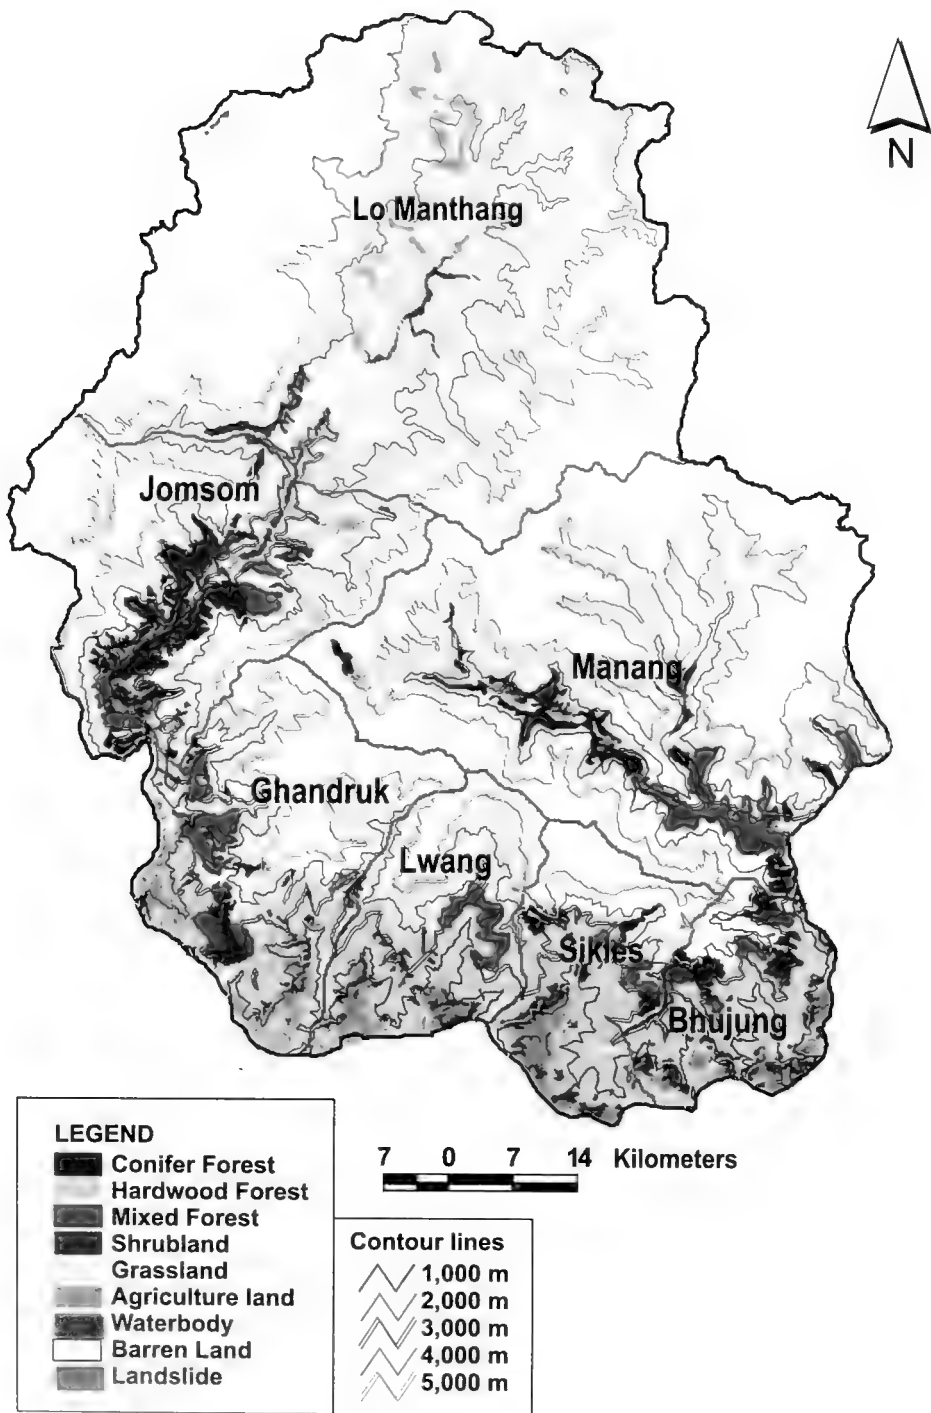 N
Lo Manthang
Jomsom
Manang
Ghandruk
Lwang
Sikles
Bhujung
LEGEND
Conifer Forest
Hardwood Forest
Mixed Forest
Shrubland
Grassland
Agriculture land
Waterbody
Barren Land
Landslide
7 0 7 14 Kilometers
Contour lines
1,000 m
2,000 m
3,000 m
4,000 m
5,000 m